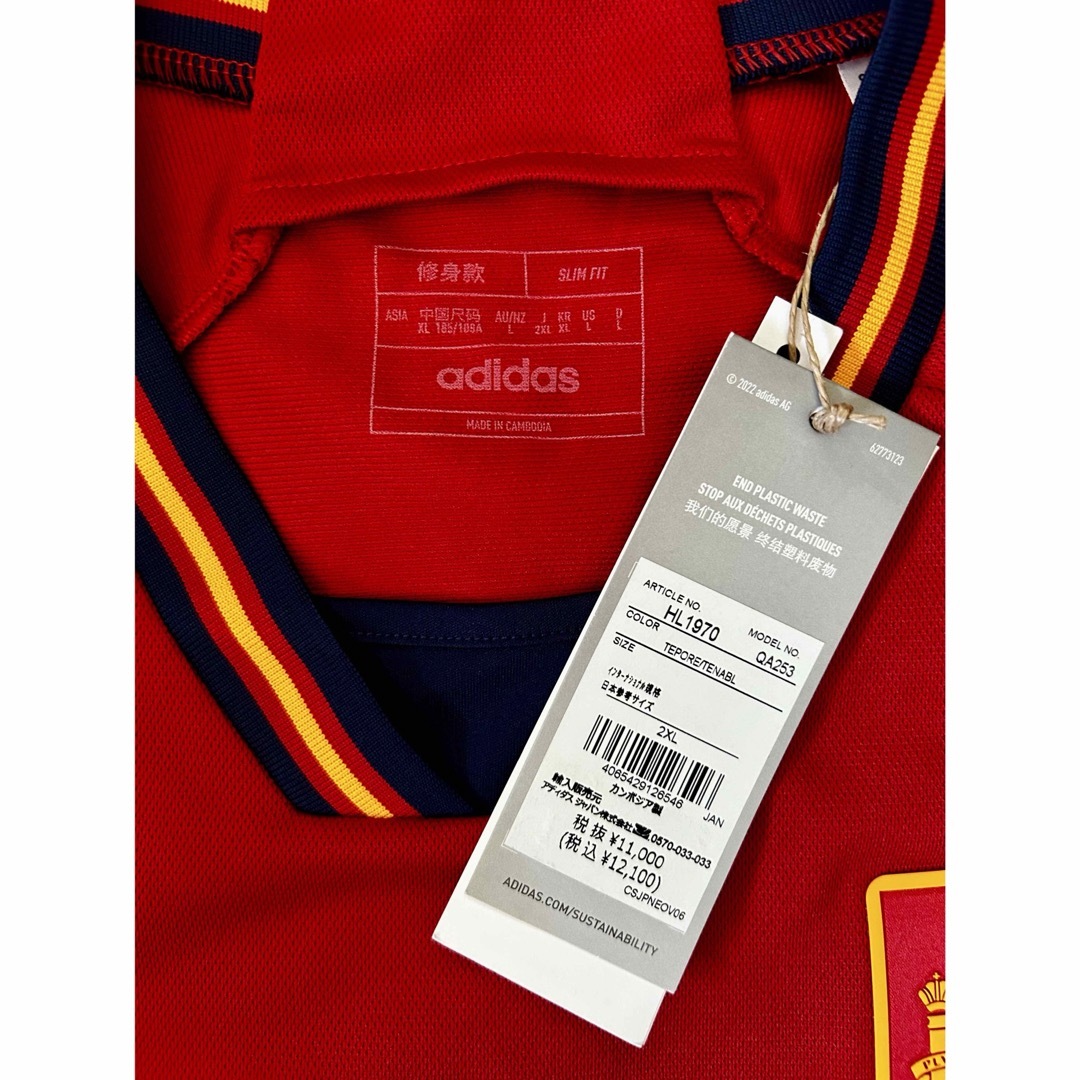 修身款
SLIM FIT
ASIA 中国尺码 AU/NZ J KR US D
XL 185/108A L 2XL XL L L
adidas
MADE IN CAMBODIA
© 2022 adidas AG
62773123
END PLASTIC WASTE
STOP AUX DÉCHETS PLASTIQUES
我们的愿景 终结塑料废物
ARTICLE NO. MODEL NO.
HL1970 QA253
COLOR
TEPORE/TENABL
SIZE
インターナショナル規格
日本参考サイズ
2XL
4065429126546 JAN
輸入販売元 カンボジア製
アディダス ジャパン株式会社 0570-033-033
税抜 ¥11,000
(税込 ¥12,100)
CSJPNEOV06
ADIDAS.COM/SUSTAINABILITY